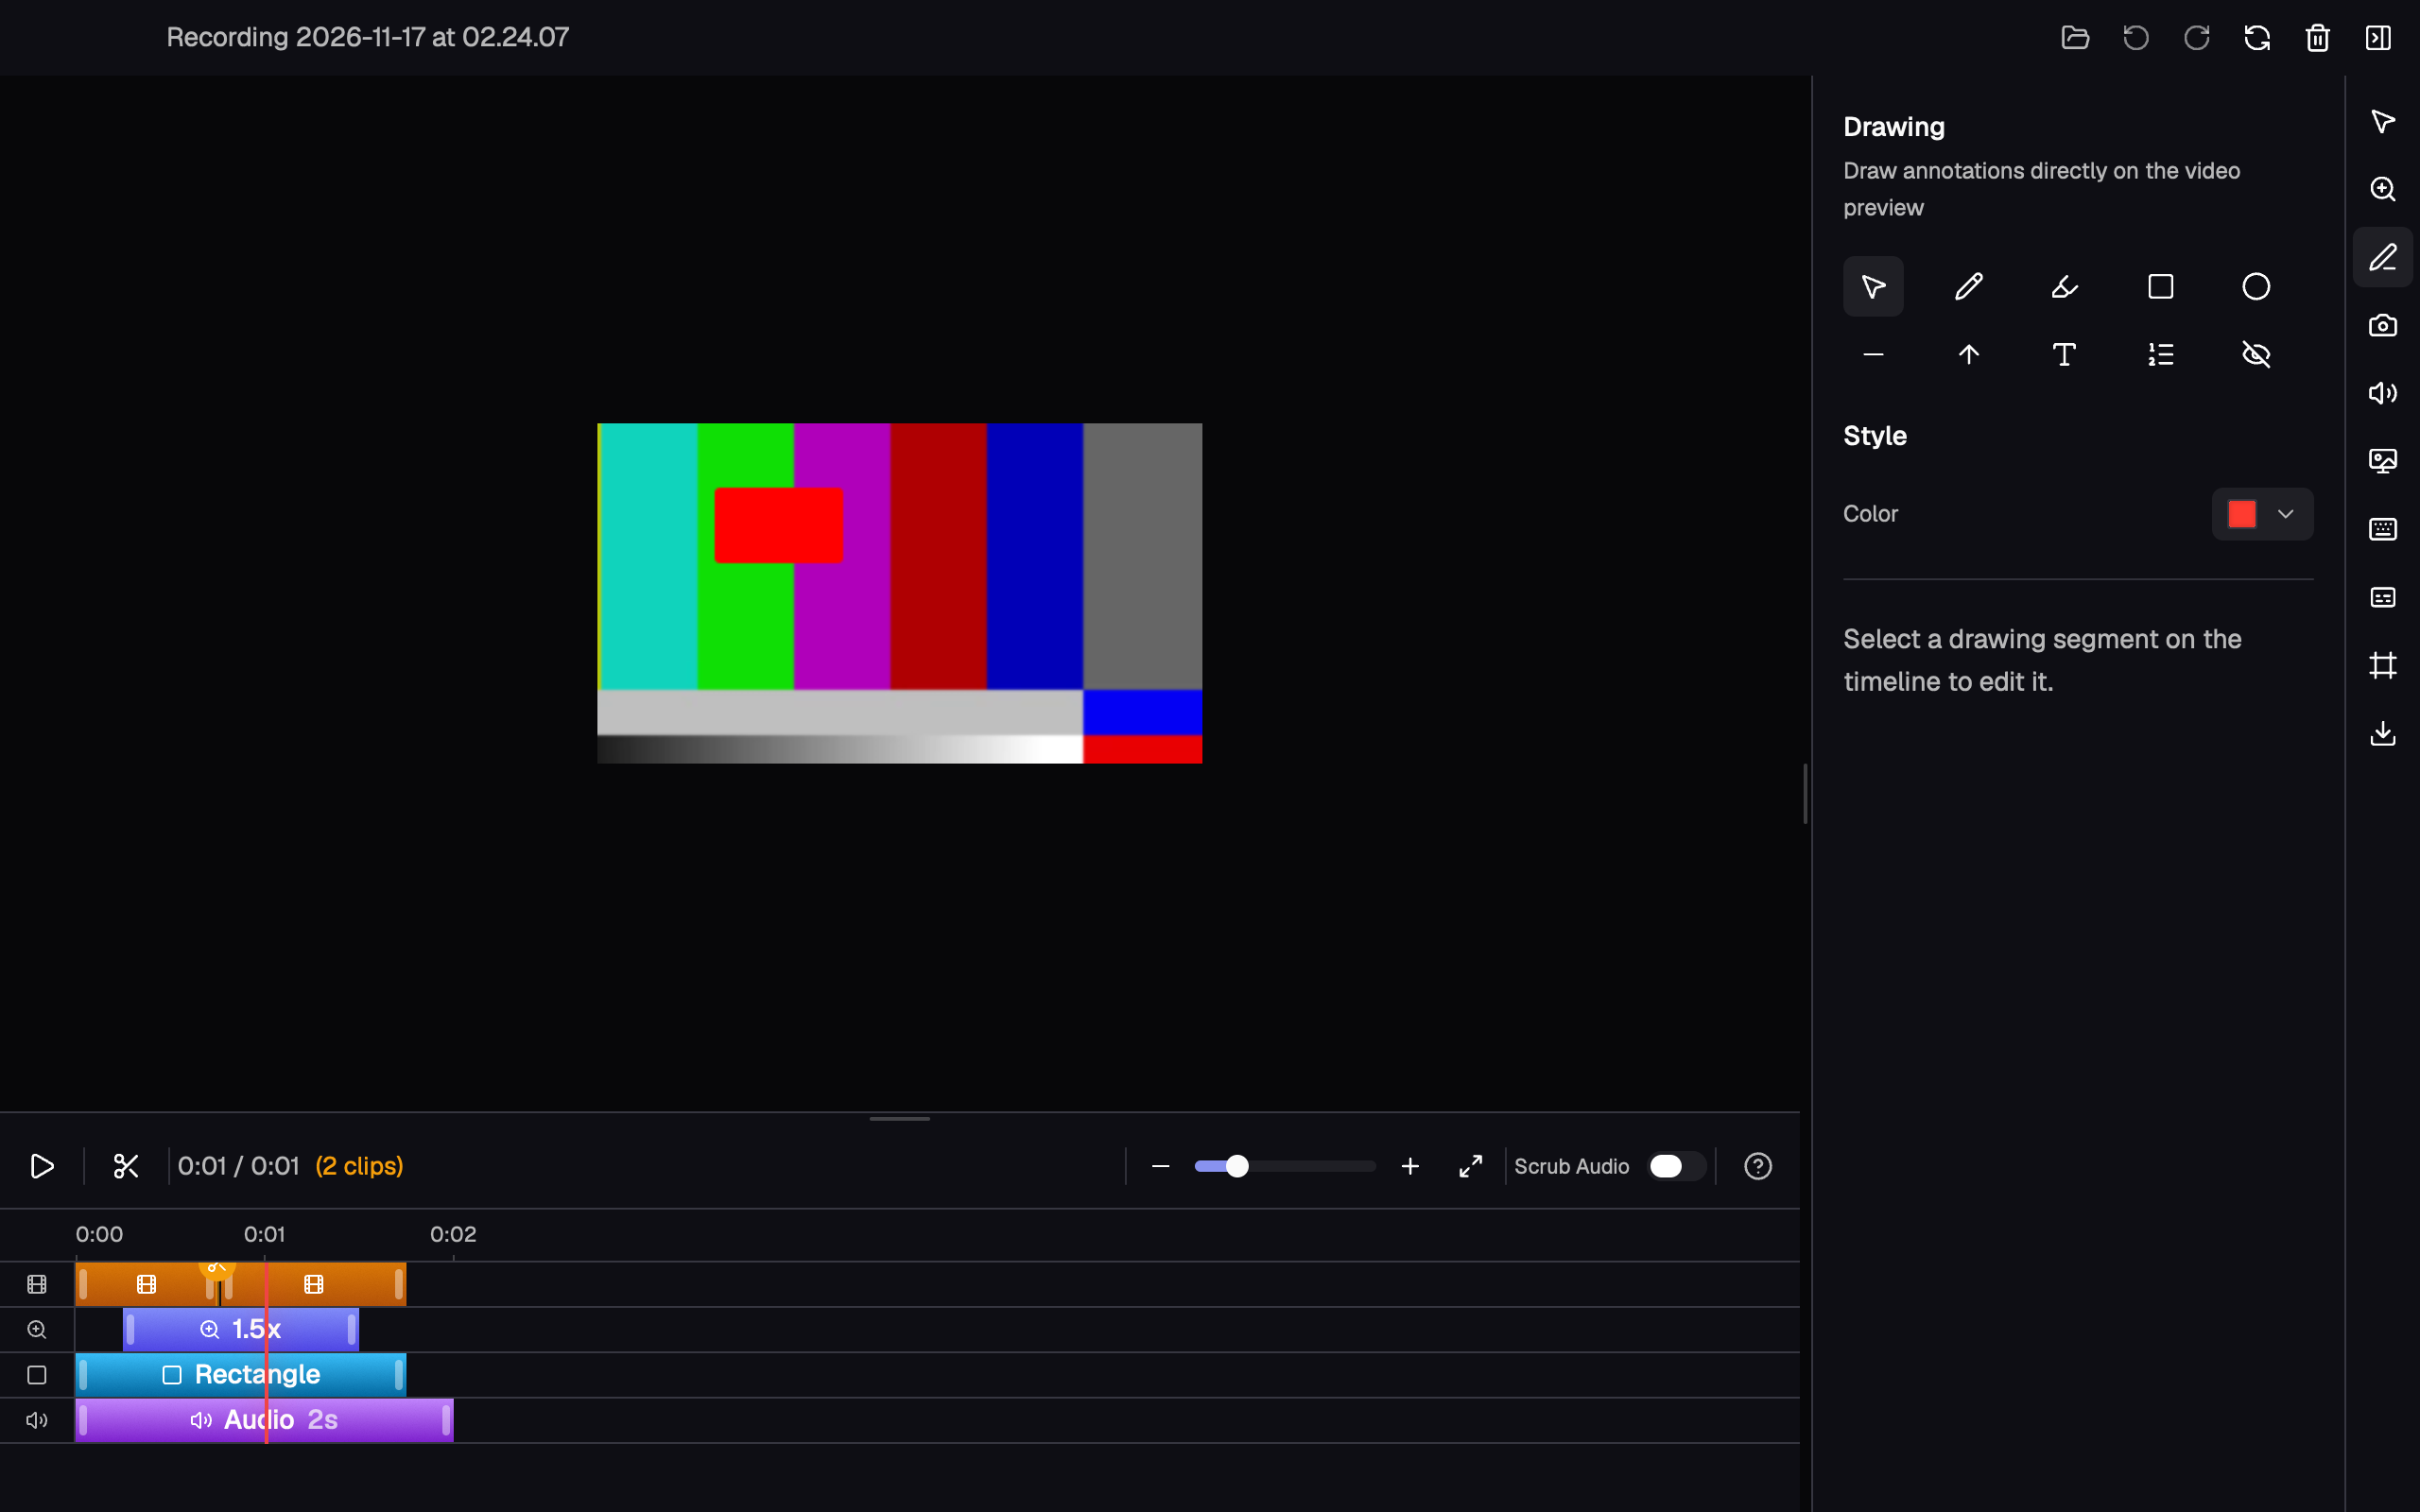 Recording 2026-11-17 at 02.24.07
Drawing
Draw annotations directly on the video
preview
Style
Color
Select a drawing segment on the
timeline to edit it.
0:01 / 0:01 (2 clips)
Scrub Audio
0:00 0:01 0:02
1.5x
Rectangle
Audio 2s